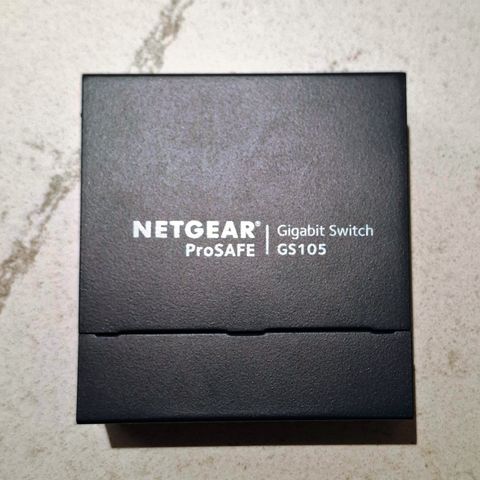 NETGEAR® | Gigabit Switch
ProSAFE | GS105